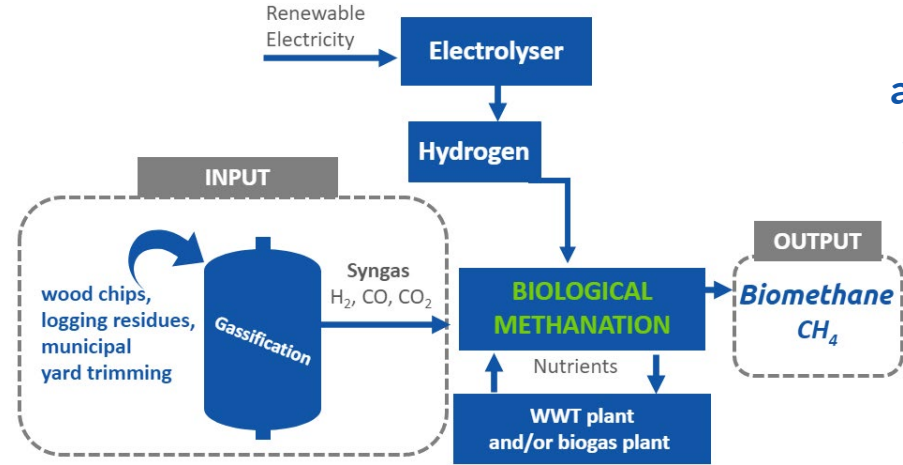 Renewable
Electricity
Electrolyser
a
Hydrogen
INPUT
wood chips,
logging residues,
municipal
yard trimming
Gassification
Syngas
H₂, CO, CO₂
BIOLOGICAL
METHANATION
Nutrients
WWT plant
and/or biogas plant
OUTPUT
Biomethane
CH₄